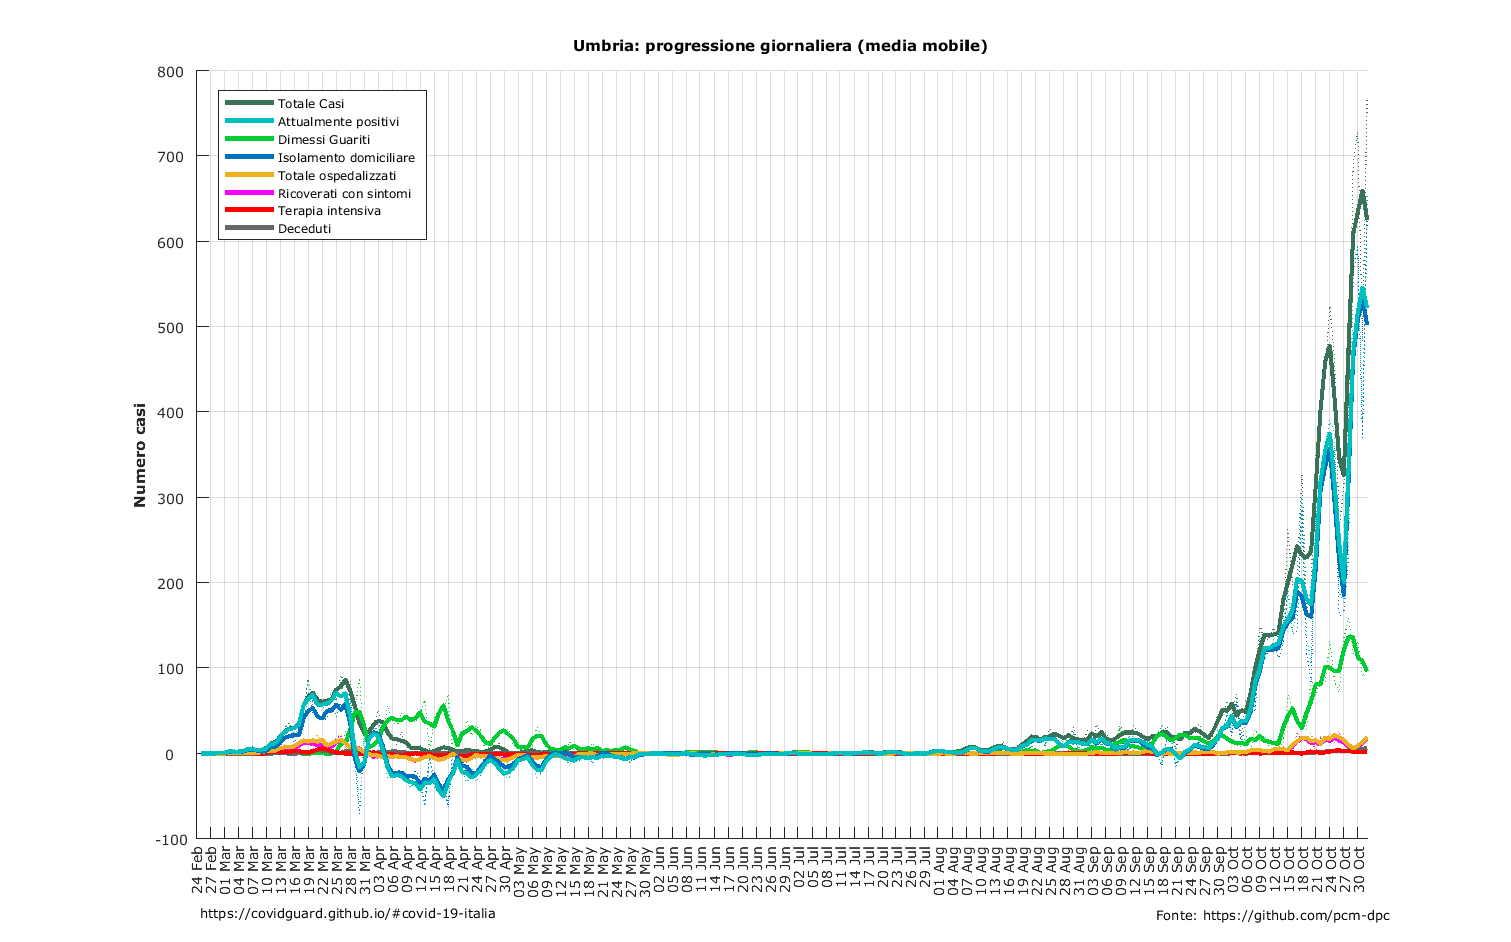 Umbria: progressione giornaliera (media mobile)
800
700
600
500
400
300
200
100
0
-100
Numero casi
Totale Casi
Attualmente positivi
Dimessi Guariti
Isolamento domiciliare
Totale ospedalizzati
Ricoverati con sintomi
Terapia intensiva
Deceduti
24 Feb
27 Feb
01 Mar
04 Mar
07 Mar
10 Mar
13 Mar
16 Mar
19 Mar
22 Mar
25 Mar
28 Mar
31 Mar
03 Apr
06 Apr
09 Apr
12 Apr
15 Apr
18 Apr
21 Apr
24 Apr
27 Apr
30 Apr
03 May
06 May
09 May
12 May
15 May
18 May
21 May
24 May
27 May
30 May
02 Jun
05 Jun
08 Jun
11 Jun
14 Jun
17 Jun
20 Jun
23 Jun
26 Jun
29 Jun
02 Jul
05 Jul
08 Jul
11 Jul
14 Jul
17 Jul
20 Jul
23 Jul
26 Jul
29 Jul
01 Aug
04 Aug
07 Aug
10 Aug
13 Aug
16 Aug
19 Aug
22 Aug
25 Aug
28 Aug
31 Aug
03 Sep
06 Sep
09 Sep
12 Sep
15 Sep
18 Sep
21 Sep
24 Sep
27 Sep
30 Sep
03 Oct
06 Oct
09 Oct
12 Oct
15 Oct
18 Oct
21 Oct
24 Oct
27 Oct
30 Oct
https://covidguard.github.io/#covid-19-italia
Fonte: https://github.com/pcm-dpc